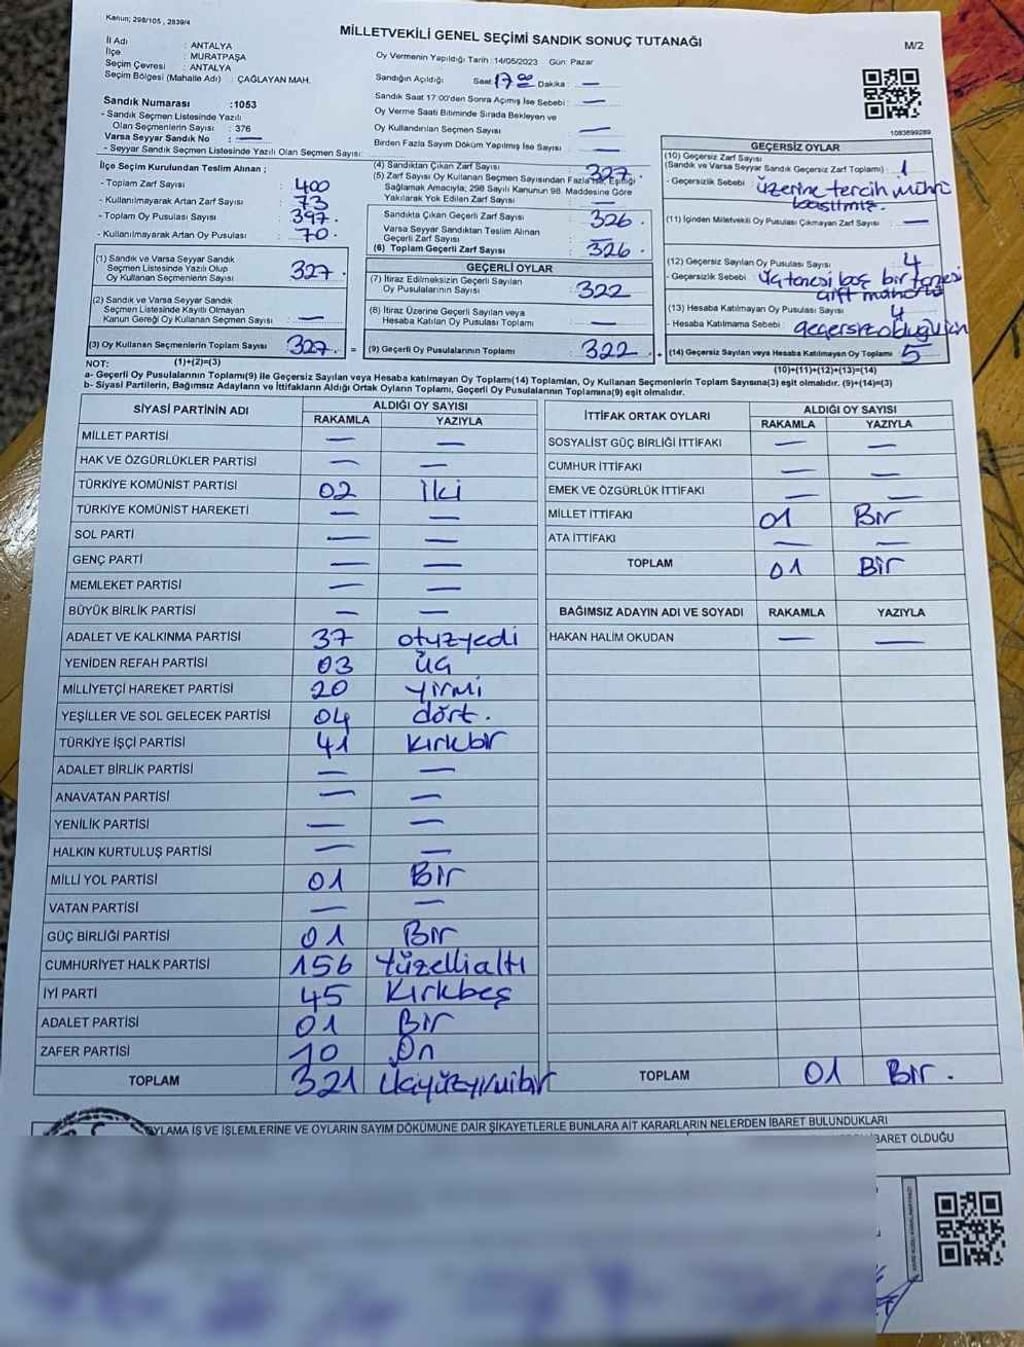 Kanun; 298/105 , 2839/4
MİLLETVEKİLİ GENEL SEÇİMİ SANDIK SONUÇ TUTANAĞI
M/2
İl Adı : ANTALYA
İlçe : MURATPAŞA
Seçim Çevresi : ANTALYA
Seçim Bölgesi (Mahalle Adı) : ÇAĞLAYAN MAH.
Sandık Numarası :1053
- Sandık Seçmen Listesinde Yazılı
Olan Seçmenlerin Sayısı : 376
Varsa Seyyar Sandık No : —
- Seyyar Sandık Seçmen Listesinde Yazılı Olan Seçmen Sayısı:
İlçe Seçim Kurulundan Teslim Alınan ;
- Toplam Zarf Sayısı : 400
- Kullanılmayarak Artan Zarf Sayısı : 73
- Toplam Oy Pusulası Sayısı : 397.
- Kullanılmayarak Artan Oy Pusulası : 70.
(1) Sandık ve Varsa Seyyar Sandık
Seçmen Listesinde Yazılı Olup
Oy Kullanan Seçmenlerin Sayısı : 327.
(2) Sandık ve Varsa Seyyar Sandık
Seçmen Listesinde Kayıtlı Olmayan
Kanun Gereği Oy Kullanan Seçmen Sayısı : —
(3) Oy Kullanan Seçmenlerin Toplam Sayısı : 327.
(1)+(2)=(3)
Oy Vermenin Yapıldığı Tarih :14/05/2023 Gün: Pazar
Sandığın Açıldığı: Saat 17 00 Dakika : —
Sandık Saat 17:00'den Sonra Açılmış İse Sebebi : —
Oy Verme Saati Bitiminde Sırada Bekleyen ve
Oy Kullandırılan Seçmen Sayısı : —
Birden Fazla Sayım Döküm Yapılmış İse Sayısı : —
(4) Sandıktan Çıkan Zarf Sayısı : 327.
(5) Zarf Sayısı Oy Kullanan Seçmen Sayısından Fazla İse, Eşitliği
Sağlamak Amacıyla; 298 Sayılı Kanunun 98. Maddesine Göre
Yakılarak Yok Edilen Zarf Sayısı : —
Sandıkta Çıkan Geçerli Zarf Sayısı : 326
Varsa Seyyar Sandıktan Teslim Alınan
Geçerli Zarf Sayısı : —
(6) Toplam Geçerli Zarf Sayısı : 326
GEÇERLİ OYLAR
(7) İtiraz Edilmeksizin Geçerli Sayılan
Oy Pusulalarının Sayısı : 322
(8) İtiraz Üzerine Geçerli Sayılan veya
Hesaba Katılan Oy Pusulası Toplamı : —
= (9) Geçerli Oy Pusulalarının Toplamı : 322 +
1083899289
GEÇERSİZ OYLAR
(10) Geçersiz Zarf Sayısı
(Sandık ve Varsa Seyyar Sandık Geçersiz Zarf Toplamı) : 1
- Geçersizlik Sebebi : üzerine tercih mührü
basılmış.
(11) İçinden Milletvekili Oy Pusulası Çıkmayan Zarf Sayısı : —
(12) Geçersiz Sayılan Oy Pusulası Sayısı : 4
- Geçersizlik Sebebi : üç tanesi boş bir tanesi
çift mühürlü
(13) Hesaba Katılmayan Oy Pusulası Sayısı :
- Hesaba Katılmama Sebebi : geçersiz olduğu için
(14) Geçersiz Sayılan veya Hesaba Katılmayan Oy Toplamı : 5
(10)+(11)+(12)+(13)=(14)
NOT:
a- Geçerli Oy Pusulalarının Toplamı(9) ile Geçersiz Sayılan veya Hesaba katılmayan Oy Toplamı(14) Toplamları, Oy Kullanan Seçmenlerin Toplam Sayısına(3) eşit olmalıdır. (9)+(14)=(3)
b- Siyasi Partilerin, Bağımsız Adayların ve İttifakların Aldığı Ortak Oyların Toplamı, Geçerli Oy Pusulalarının Toplamına(9) eşit olmalıdır.
SİYASİ PARTİNİN ADI ALDIĞI OY SAYISI
RAKAMLA YAZIYLA
MİLLET PARTİSİ — —
HAK VE ÖZGÜRLÜKLER PARTİSİ — —
TÜRKİYE KOMÜNİST PARTİSİ 02 İki
TÜRKİYE KOMÜNİST HAREKETİ — —
SOL PARTİ — —
GENÇ PARTİ — —
MEMLEKET PARTİSİ — —
BÜYÜK BİRLİK PARTİSİ — —
ADALET VE KALKINMA PARTİSİ 37 otuzyedi
YENİDEN REFAH PARTİSİ 03 üç
MİLLİYETÇİ HAREKET PARTİSİ 20 yirmi
YEŞİLLER VE SOL GELECEK PARTİSİ 04 dört.
TÜRKİYE İŞÇİ PARTİSİ 41 kırkbir
ADALET BİRLİK PARTİSİ — —
ANAVATAN PARTİSİ — —
YENİLİK PARTİSİ — —
HALKIN KURTULUŞ PARTİSİ — —
MİLLİ YOL PARTİSİ 01 Bir
VATAN PARTİSİ — —
GÜÇ BİRLİĞİ PARTİSİ 01 Bir
CUMHURİYET HALK PARTİSİ 156 Yüzellialtı
İYİ PARTİ 45 Kırkbeş
ADALET PARTİSİ 01 Bir
ZAFER PARTİSİ 10 On
TOPLAM 321 Üçyüzyirmibir
İTTİFAK ORTAK OYLARI ALDIĞI OY SAYISI
RAKAMLA YAZIYLA
SOSYALİST GÜÇ BİRLİĞİ İTTİFAKI — —
CUMHUR İTTİFAKI — —
EMEK VE ÖZGÜRLÜK İTTİFAKI — —
MİLLET İTTİFAKI 01 Bir
ATA İTTİFAKI — —
TOPLAM 01 Bir
BAĞIMSIZ ADAYIN ADI VE SOYADI RAKAMLA YAZIYLA
HAKAN HALİM OKUDAN — —
TOPLAM 01 Bir.
OYLAMA İŞ VE İŞLEMLERİNE VE OYLARIN SAYIM DÖKÜMÜNE DAİR ŞİKAYETLERLE BUNLARA AİT KARARLARIN NELERDEN İBARET BULUNDUKLARI
İBARET OLDUĞU